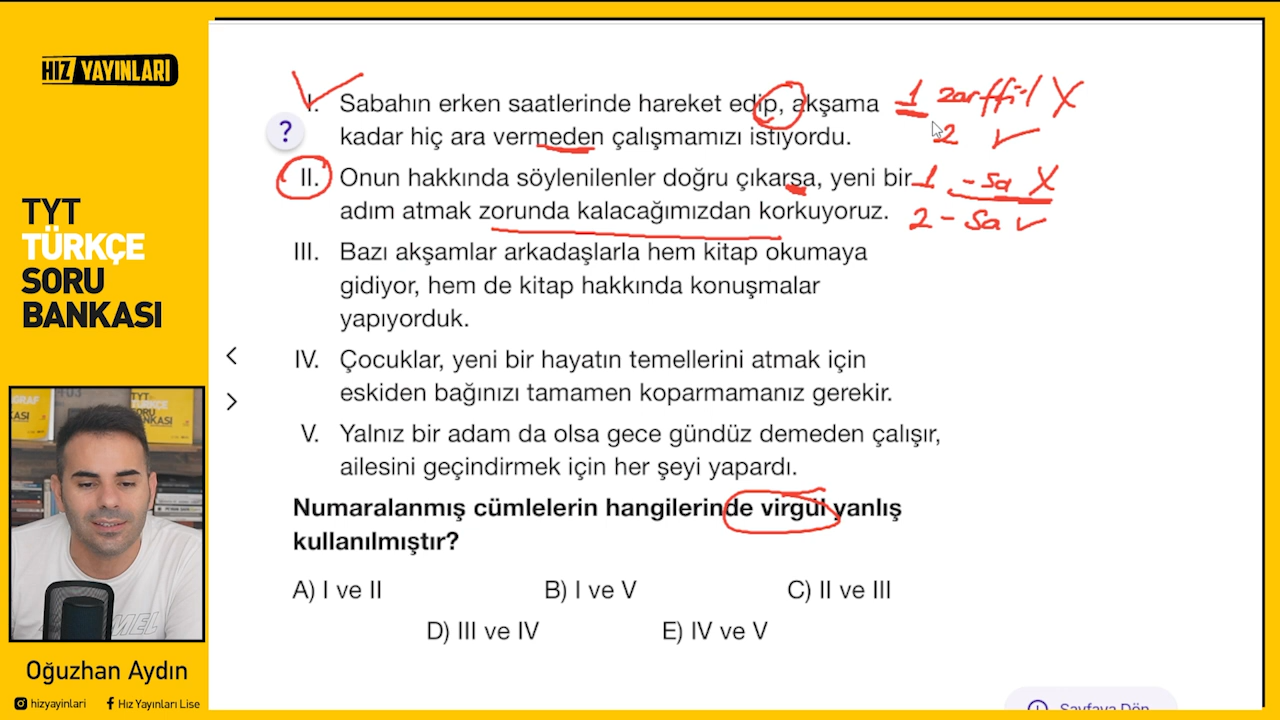 HIZ YAYINLARI
TYT
TÜRKÇE
SORU
BANKASI
Oğuzhan Aydın
hizyayinlari
Hız Yayınları Lise
I. Sabahın erken saatlerinde hareket edip, akşama
kadar hiç ara vermeden çalışmamızı istiyordu.
1 zarffiil X
2 ✓
?
II. Onun hakkında söylenilenler doğru çıkarsa, yeni bir
adım atmak zorunda kalacağımızdan korkuyoruz.
1 -sa X
2 -sa ✓
III. Bazı akşamlar arkadaşlarla hem kitap okumaya
gidiyor, hem de kitap hakkında konuşmalar
yapıyorduk.
IV. Çocuklar, yeni bir hayatın temellerini atmak için
eskiden bağınızı tamamen koparmamanız gerekir.
V. Yalnız bir adam da olsa gece gündüz demeden çalışır,
ailesini geçindirmek için her şeyi yapardı.
Numaralanmış cümlelerin hangilerinde virgül yanlış
kullanılmıştır?
A) I ve II B) I ve V C) II ve III
D) III ve IV E) IV ve V